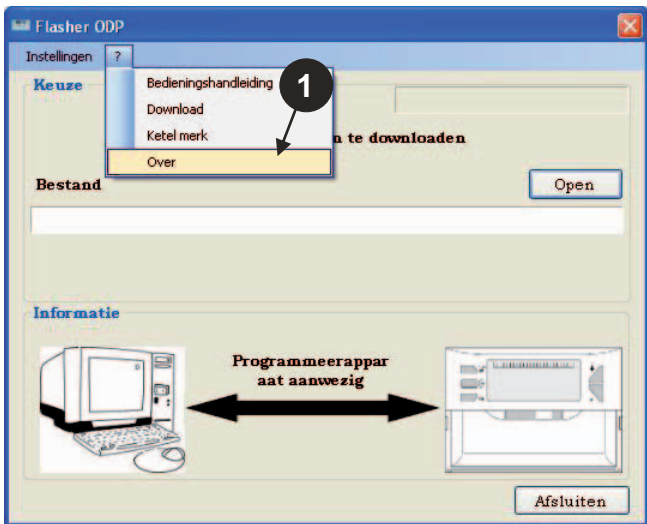 Flasher ODP
Instellingen ?
Keuze
Bedieningshandleiding
1
Download
Ketel merk
n te downloaden
Over
Bestand
Open
Informatie
Programmeerappar
aat aanwezig
Afsluiten